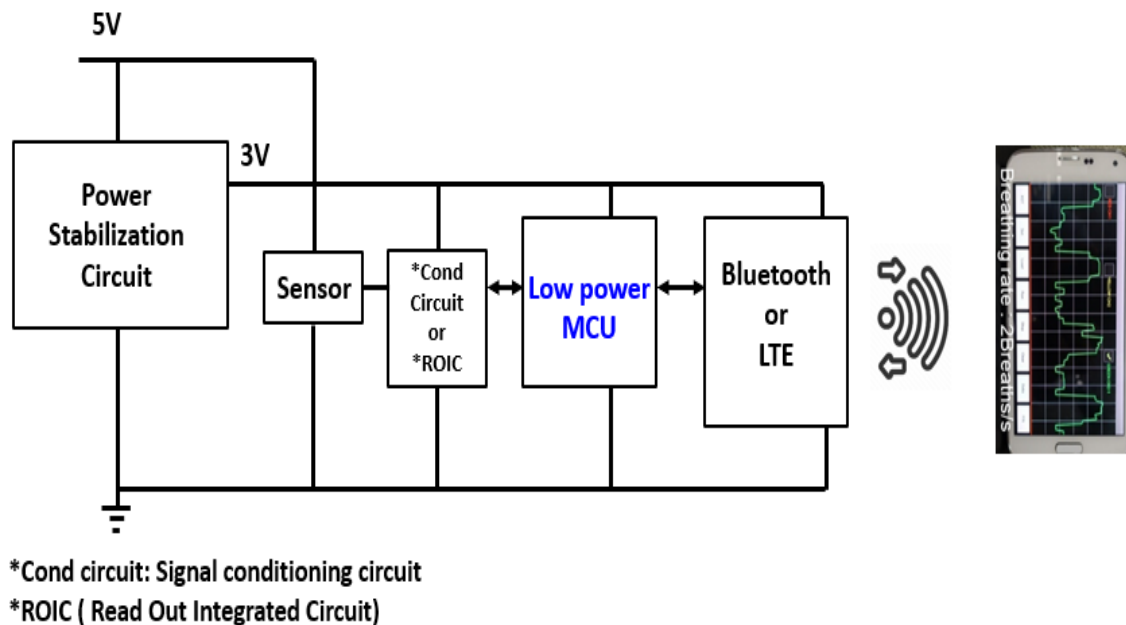 5V
3V
Power
Stabilization
Circuit
Sensor
*Cond
Circuit
or
*ROIC
Low power
MCU
Bluetooth
or
LTE
Breathing rate : 2Breaths/s
*Cond circuit: Signal conditioning circuit
*ROIC ( Read Out Integrated Circuit)